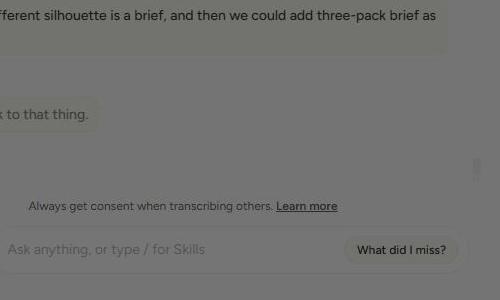 fferent silhouette is a brief, and then we could add three-pack brief as
k to that thing.
Always get consent when transcribing others. Learn more
Ask anything, or type / for Skills What did I miss?